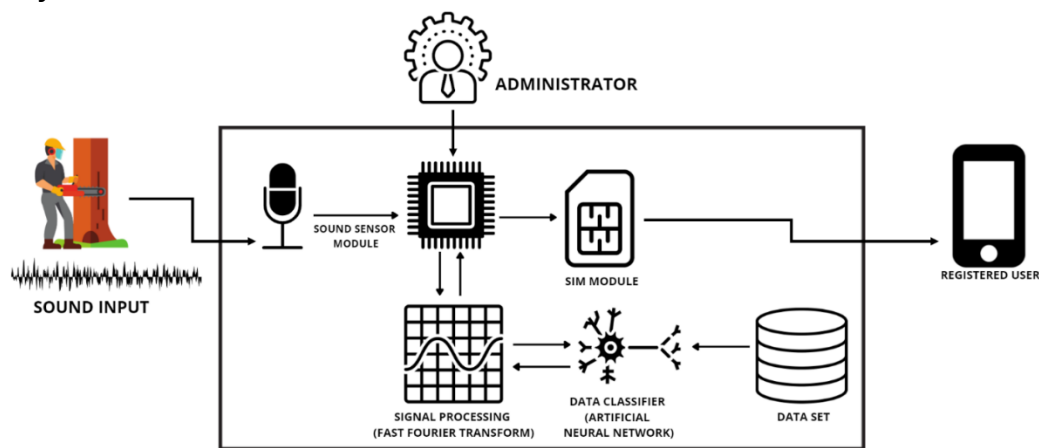 ADMINISTRATOR
SOUND SENSOR
MODULE
SIM MODULE
REGISTERED USER
SOUND INPUT
SIGNAL PROCESSING
(FAST FOURIER TRANSFORM)
DATA CLASSIFIER
(ARTIFICIAL
NEURAL NETWORK)
DATA SET